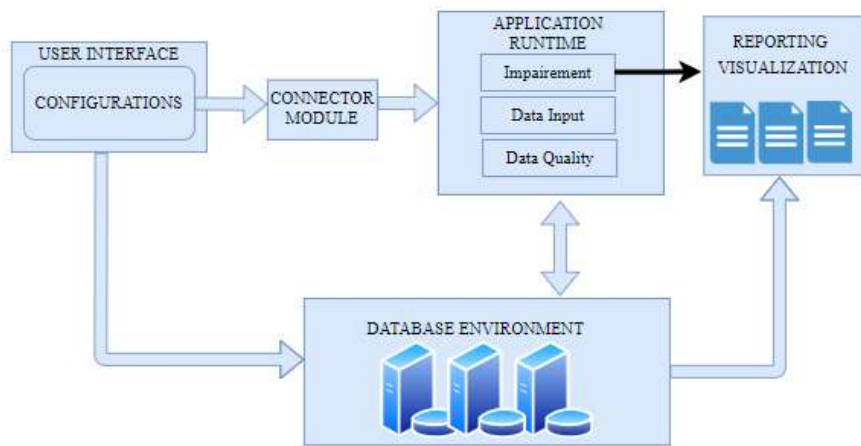 USER INTERFACE
CONFIGURATIONS
CONNECTOR
MODULE
APPLICATION
RUNTIME
Impairement
Data Input
Data Quality
REPORTING
VISUALIZATION
DATABASE ENVIRONMENT